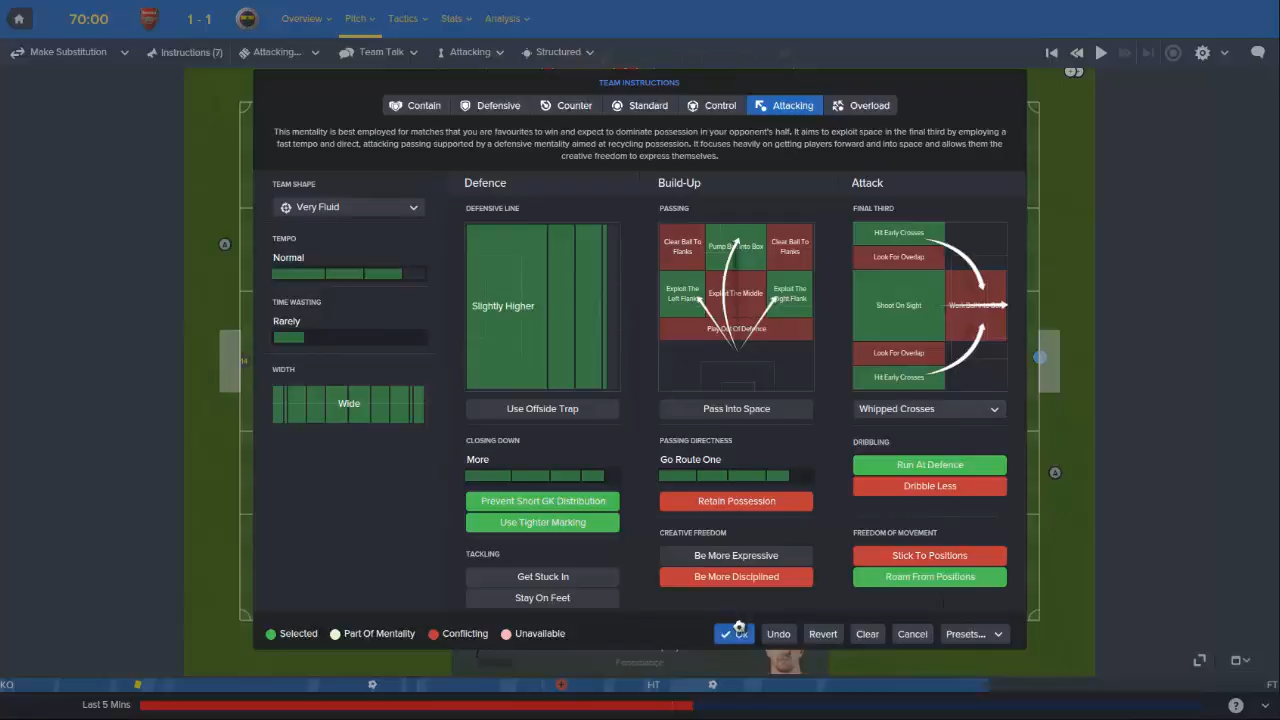 70:00
1 - 1
Overview
Pitch
Tactics
Stats
Analysis
Make Substitution
Instructions (7)
Attacking...
Team Talk
Attacking
Structured
TEAM INSTRUCTIONS
Contain
Defensive
Counter
Standard
Control
Attacking
Overload
This mentality is best employed for matches that you are favourites to win and expect to dominate possession in your opponent's half. It aims to exploit space in the final third by employing a
fast tempo and direct, attacking passing supported by a defensive mentality aimed at recycling possession. It focuses heavily on getting players forward and into space and allows them the
creative freedom to express themselves.
TEAM SHAPE
Very Fluid
TEMPO
Normal
TIME WASTING
Rarely
WIDTH
Wide
Defence
DEFENSIVE LINE
Slightly Higher
Use Offside Trap
CLOSING DOWN
More
Prevent Short GK Distribution
Use Tighter Marking
TACKLING
Get Stuck In
Stay On Feet
Build-Up
PASSING
Clear Ball To
Flanks
Pump Ball Into Box
Clear Ball To
Flanks
Exploit The
Left Flank
Exploit The Middle
Exploit The
Right Flank
Play Out Of Defence
Pass Into Space
PASSING DIRECTNESS
Go Route One
Retain Possession
CREATIVE FREEDOM
Be More Expressive
Be More Disciplined
Attack
FINAL THIRD
Hit Early Crosses
Look For Overlap
Shoot On Sight
Work Ball Into Box
Look For Overlap
Hit Early Crosses
Whipped Crosses
DRIBBLING
Run At Defence
Dribble Less
FREEDOM OF MOVEMENT
Stick To Positions
Roam From Positions
Selected
Part Of Mentality
Conflicting
Unavailable
Ok
Undo
Revert
Clear
Cancel
Presets...
Fenerbahçe
KO
HT
FT
Last 5 Mins